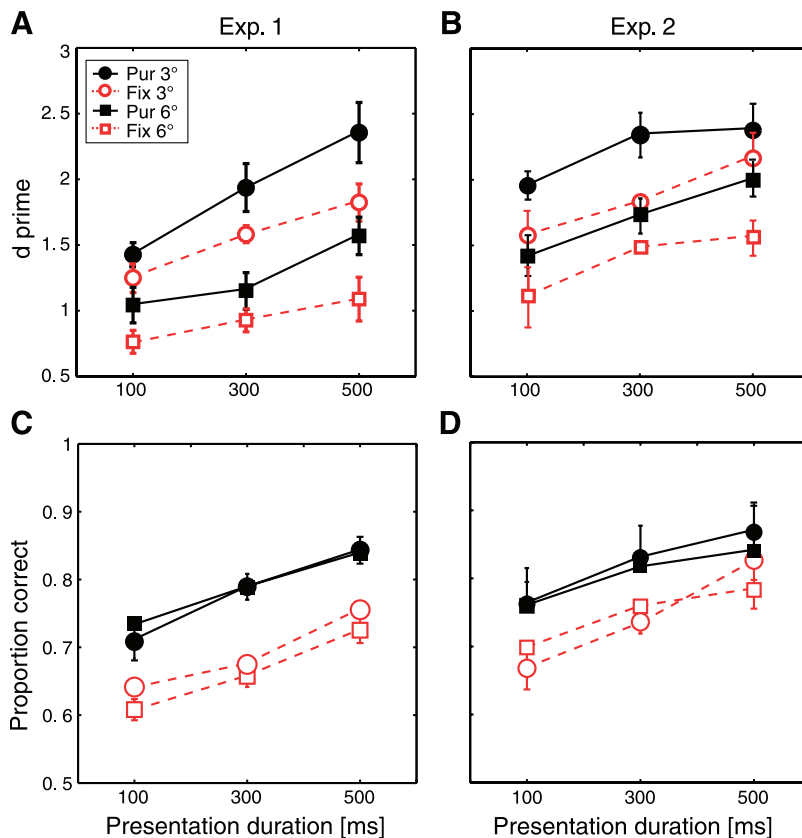 A
Exp. 1
B
Exp. 2
Pur 3°
Fix 3°
Pur 6°
Fix 6°
3
2.5
2
1.5
1
0.5
d prime
100
300
500
100
300
500
C
D
1
0. 9
0. 8
0.7
0.6
0. 5
Proportion correct
100
300
500
100
300
500
Presentation duration [ms]
Presentation duration [ms]